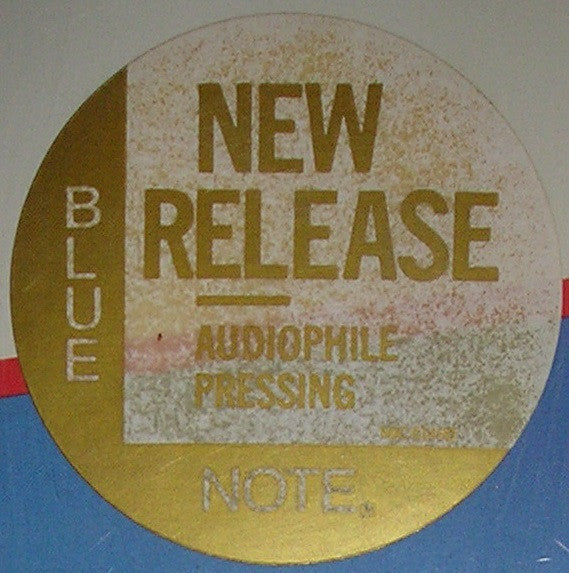 NEW
RELEASE
BLUE
AUDIOPHILE
PRESSING
NOTE